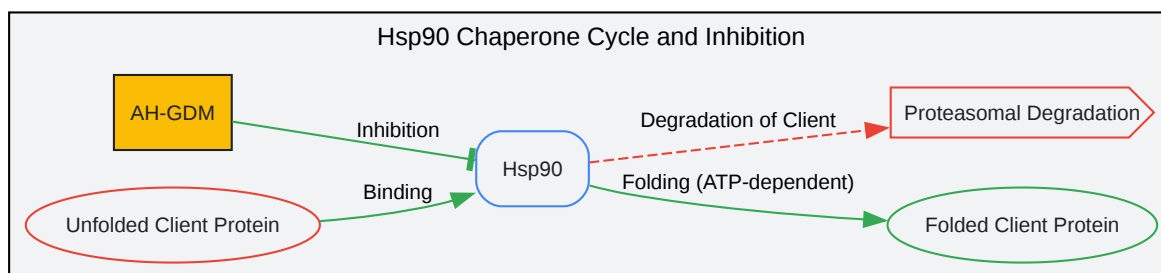 Hsp90 Chaperone Cycle and Inhibition
AH-GDM
Inhibition
Unfolded Client Protein
Binding
Hsp90
Degradation of Client
Proteasomal Degradation
Folding (ATP-dependent)
Folded Client Protein